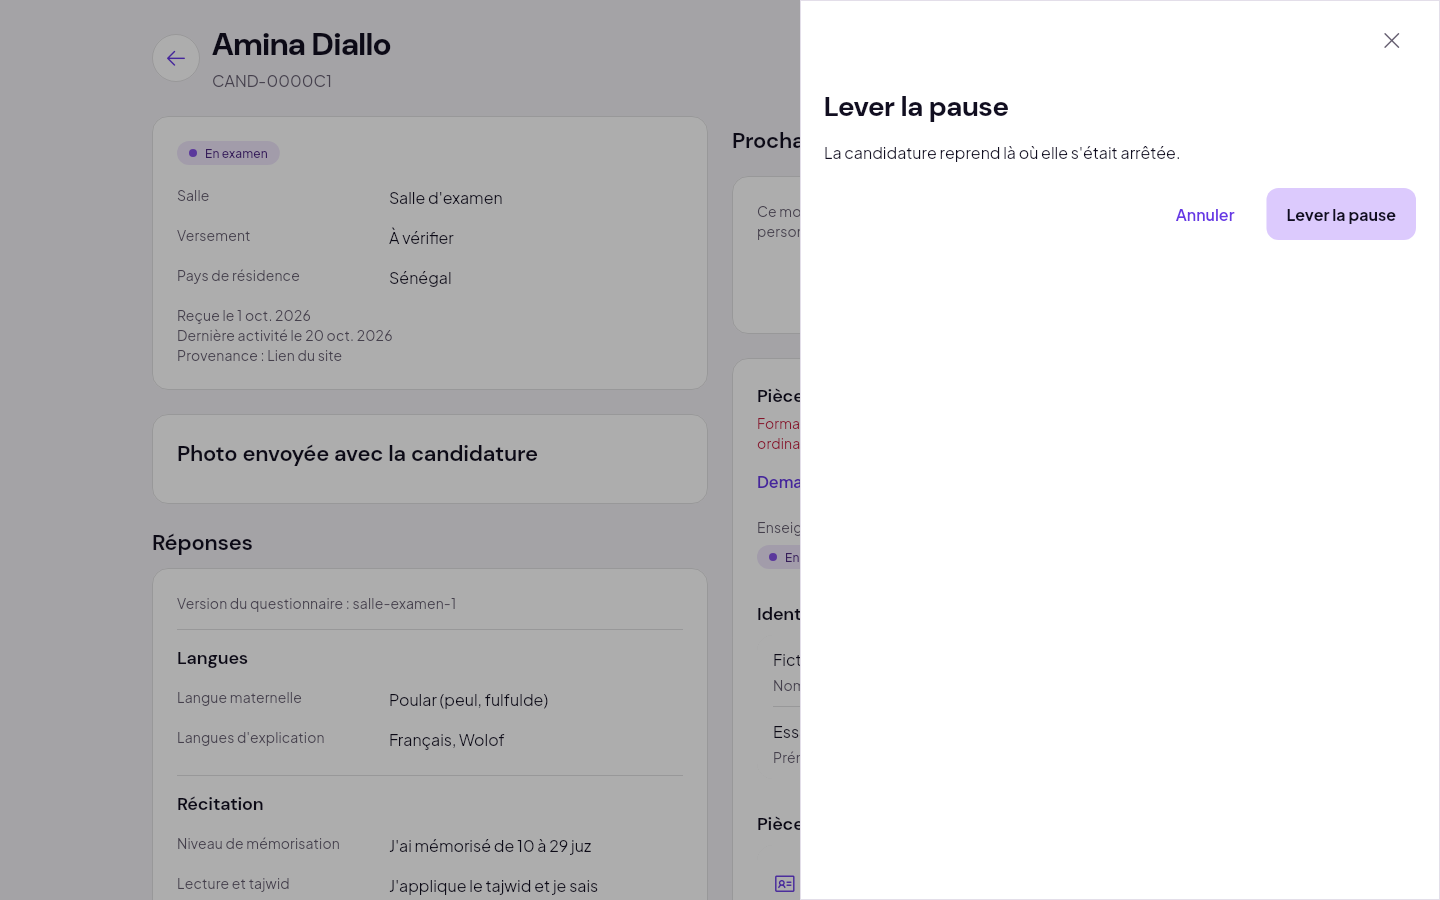 Amina Diallo
CAND-0000C1
En examen
Salle
Salle d'examen
Versement
À vérifier
Pays de résidence
Sénégal
Reçue le 1 oct. 2026
Dernière activité le 20 oct. 2026
Provenance : Lien du site
Photo envoyée avec la candidature
Réponses
Version du questionnaire : salle-examen-1
Langues
Langue maternelle
Poular (peul, fulfulde)
Langues d'explication
Français, Wolof
Récitation
Niveau de mémorisation
J'ai mémorisé de 10 à 29 juz
Lecture et tajwid
J'applique le tajwid et je sais
Ce
En
Lever la pause
La candidature reprend là où elle s'était arrêtée.
Annuler
Lever la pause